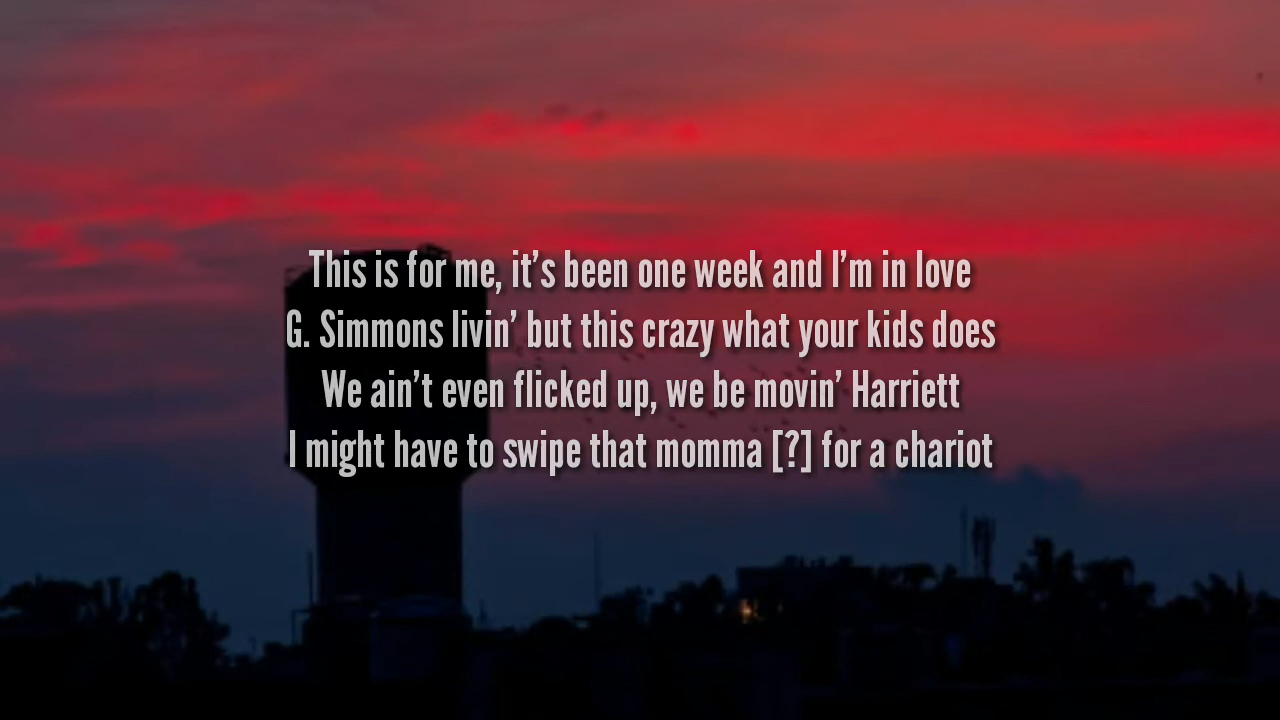 This is for me, it’s been one week and I’m in love
G. Simmons livin’ but this crazy what your kids does
We ain’t even flicked up, we be movin’ Harriett
I might have to swipe that momma [?] for a chariot